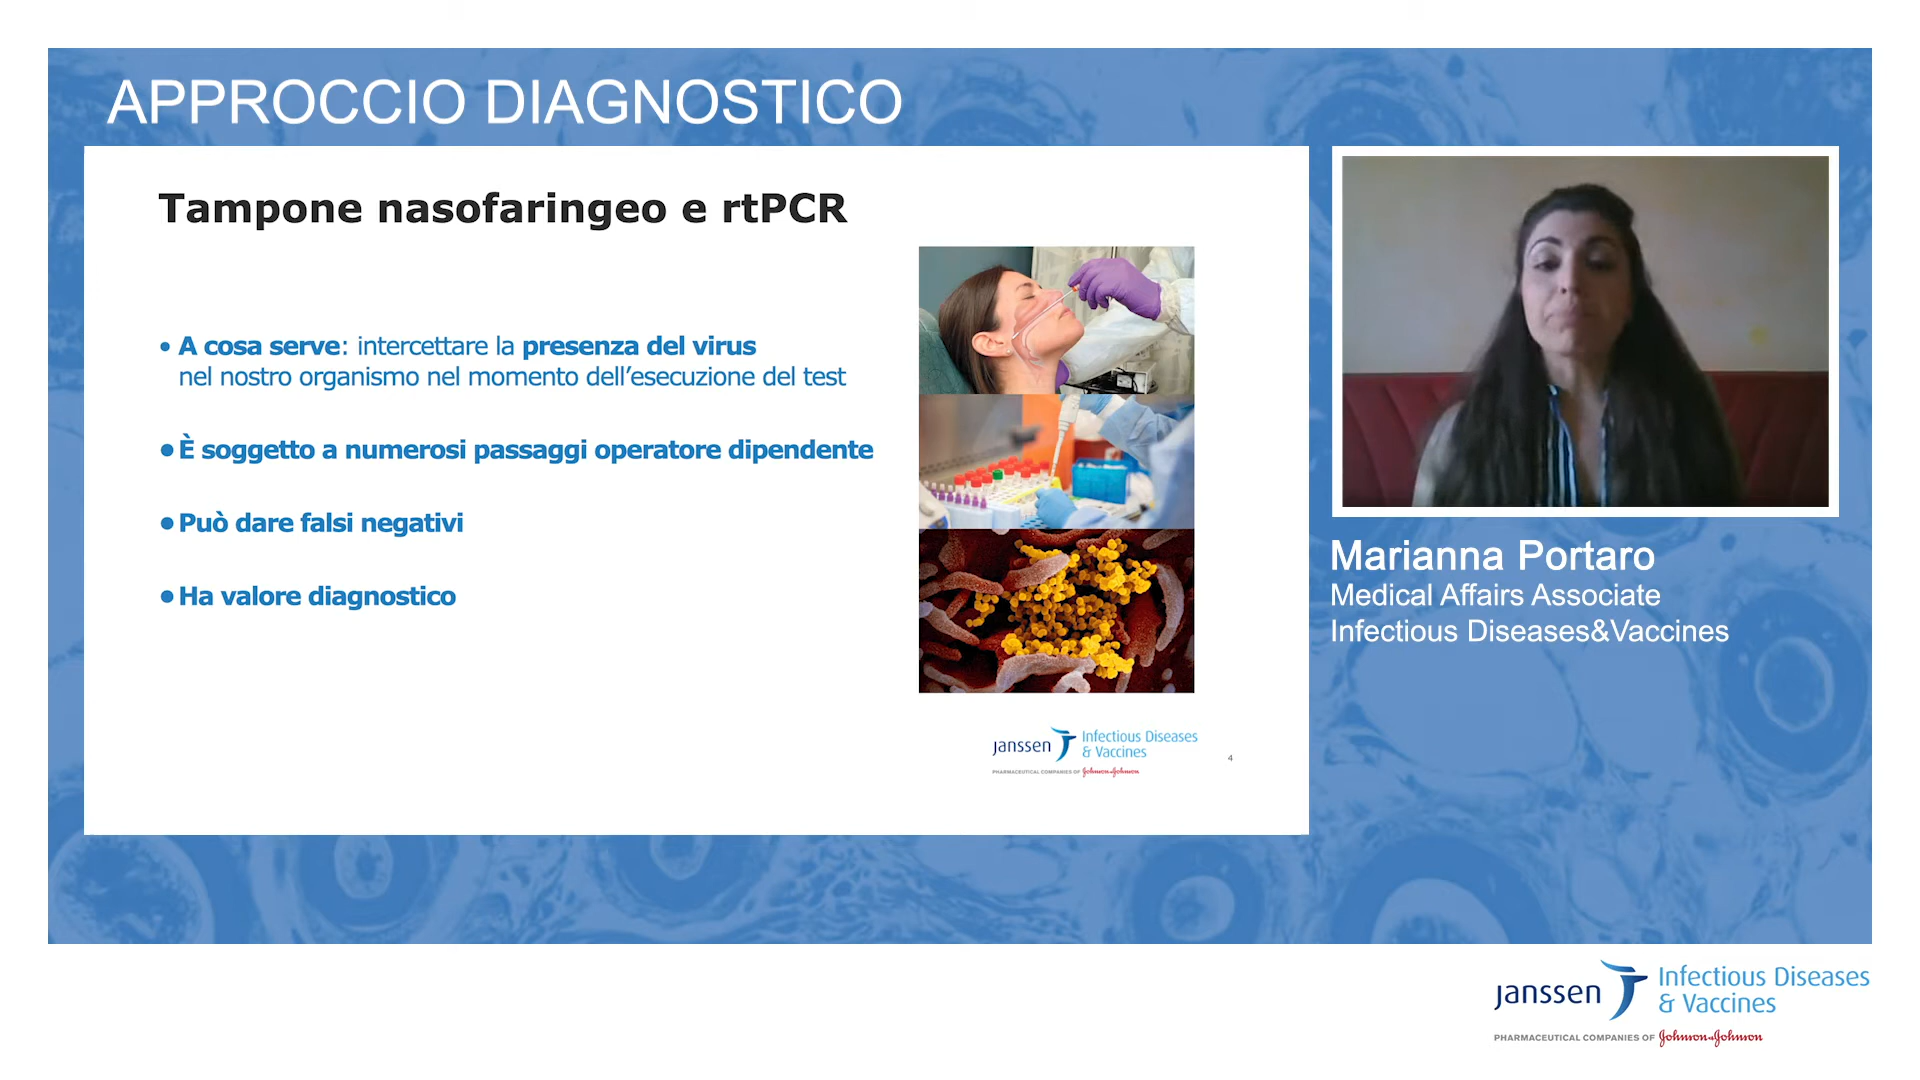 APPROCCIO DIAGNOSTICO
Tampone nasofaringeo e rtPCR
• A cosa serve: intercettare la presenza del virus
nel nostro organismo nel momento dell’esecuzione del test
• È soggetto a numerosi passaggi operatore dipendente
• Può dare falsi negativi
• Ha valore diagnostico
janssen Infectious Diseases
& Vaccines
PHARMACEUTICAL COMPANIES OF Johnson & Johnson
4
Marianna Portaro
Medical Affairs Associate
Infectious Diseases&Vaccines
janssen Infectious Diseases
& Vaccines
PHARMACEUTICAL COMPANIES OF Johnson & Johnson